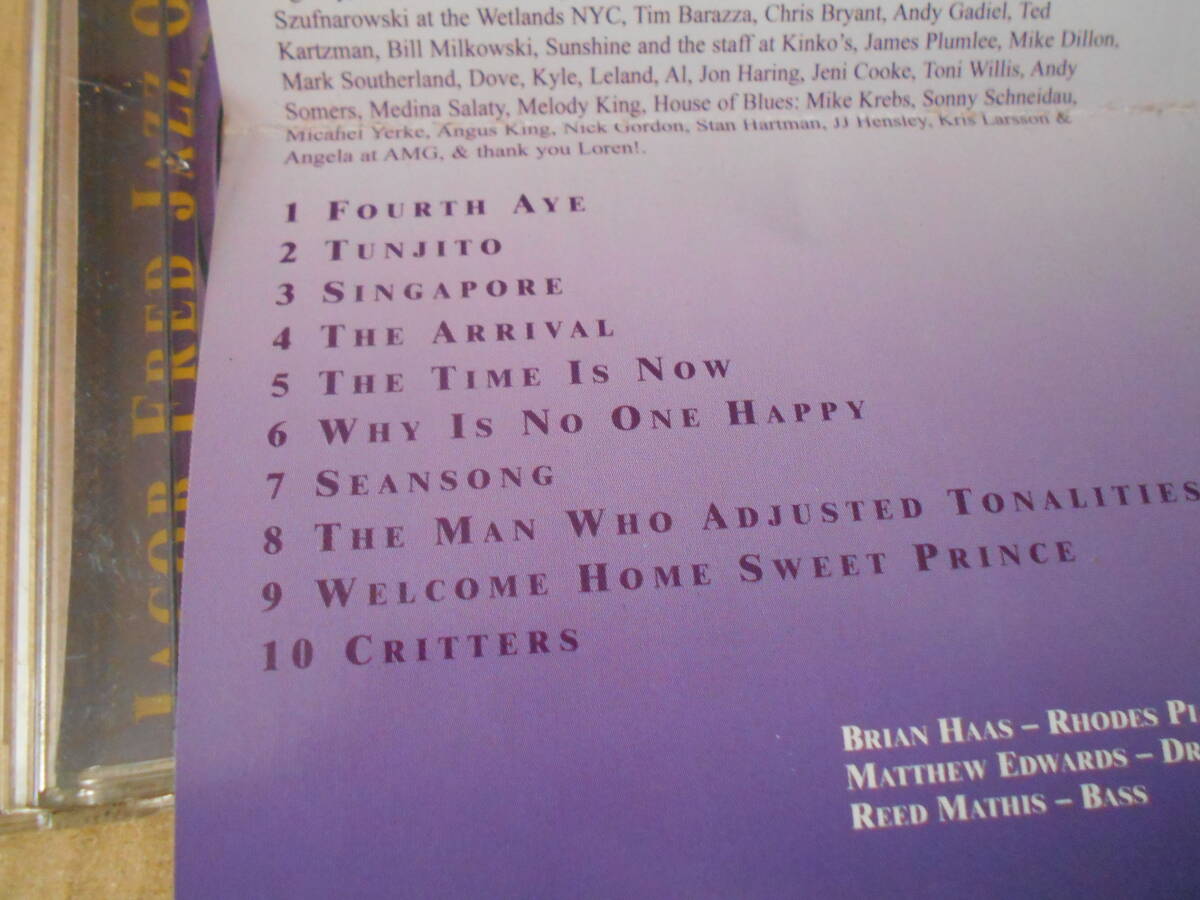 Szufnarowski at the Wetlands NYC, Tim Barazza, Chris Bryant, Andy Gadiel, Ted
Kartzman, Bill Milkowski, Sunshine and the staff at Kinko's, James Plumlee, Mike Dillon,
Mark Southerland, Dove, Kyle, Leland, Al, Jon Haring, Jeni Cooke, Toni Willis, Andy
Somers, Medina Salaty, Melody King, House of Blues: Mike Krebs, Sonny Schneidau,
Michael Yerke, Angus King, Nick Gordon, Stan Hartman, JJ Hensley, Kris Larsson &
Angela at AMG, & thank you Loren!.
1 FOURTH AYE
2 TUNJITO
3 SINGAPORE
4 THE ARRIVAL
5 THE TIME IS NOW
6 WHY IS NO ONE HAPPY
7 SEANSONG
8 THE MAN WHO ADJUSTED TONALITIES
9 WELCOME HOME SWEET PRINCE
10 CRITTERS
BRIAN HAAS – RHODES PI
MATTHEW EDWARDS – DR
REED MATHIS – BASS
JACOB FRED JAZZ O